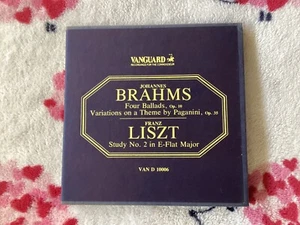 VANGUARD
RECORDINGS FOR THE CONNOISSEUR
JOHANNES
BRAHMS
Four Ballads, Op. 10
Variations on a Theme by Paganini, Op. 35
FRANZ
LISZT
Study No. 2 in E-Flat Major
VAN D 10006